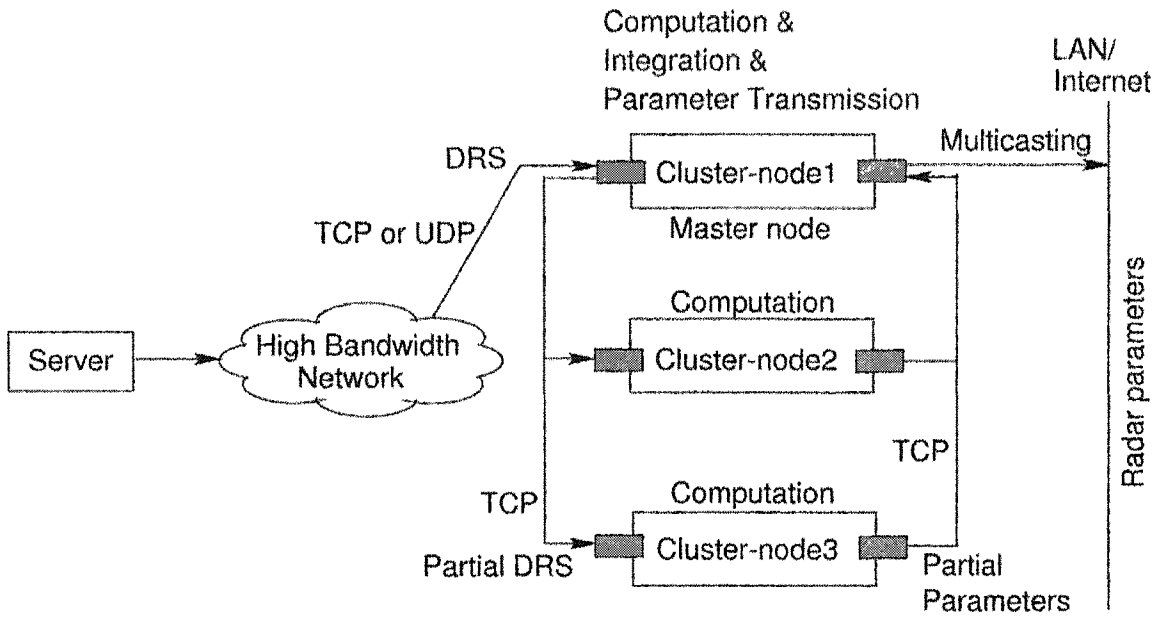 Computation &
Integration &
Parameter Transmission
LAN/
Internet
DRS
Cluster-node1
Multicasting
Master node
TCP or UDP
Server
High Bandwidth
Network
Computation
Cluster-node2
TCP
TCP
Computation
Cluster-node3
Partial DRS
Partial
Parameters
Radar parameters